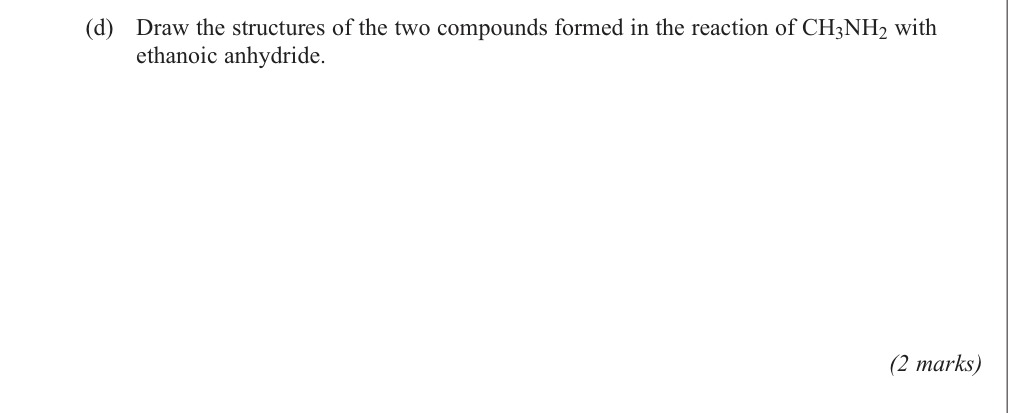 (d) Draw the structures of the two compounds formed in the reaction of CH₃NH₂ with
ethanoic anhydride.
(2 marks)